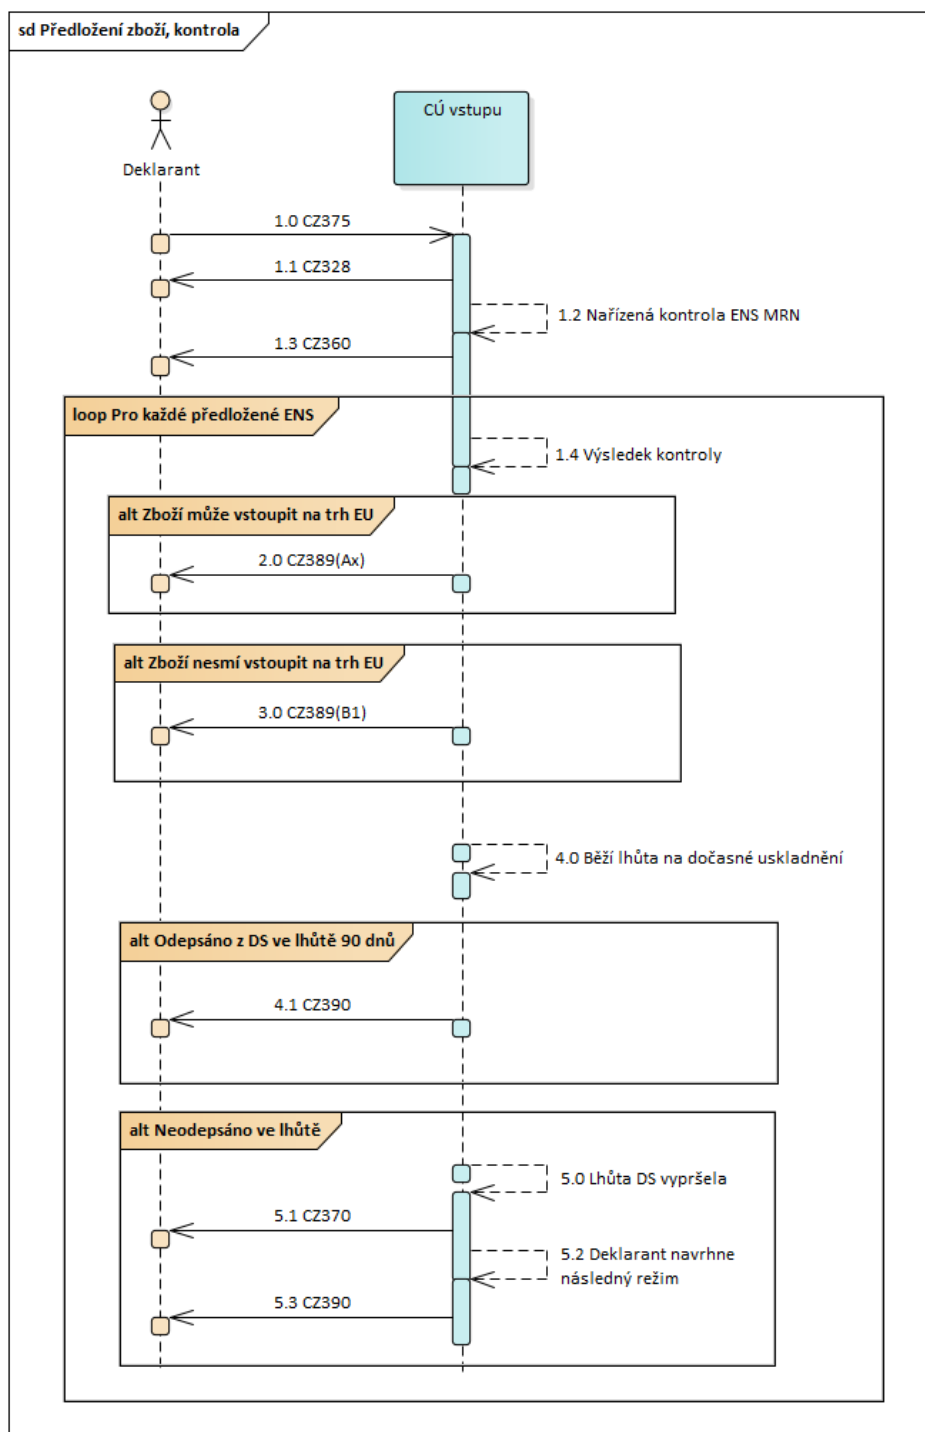 sd Předložení zboží, kontrola
CÚ vstupu
Deklarant
1.0 CZ375
1.1 CZ328
1.2 Nařízená kontrola ENS MRN
1.3 CZ360
loop Pro každé předložené ENS
1.4 Výsledek kontroly
alt Zboží může vstoupit na trh EU
2.0 CZ389(Ax)
alt Zboží nesmí vstoupit na trh EU
3.0 CZ389(B1)
4.0 Běží lhůta na dočasné uskladnění
alt Odepsáno z DS ve lhůtě 90 dnů
4.1 CZ390
alt Neodepsáno ve lhůtě
5.0 Lhůta DS vypršela
5.1 CZ370
5.2 Deklarant navrhne
následný režim
5.3 CZ390